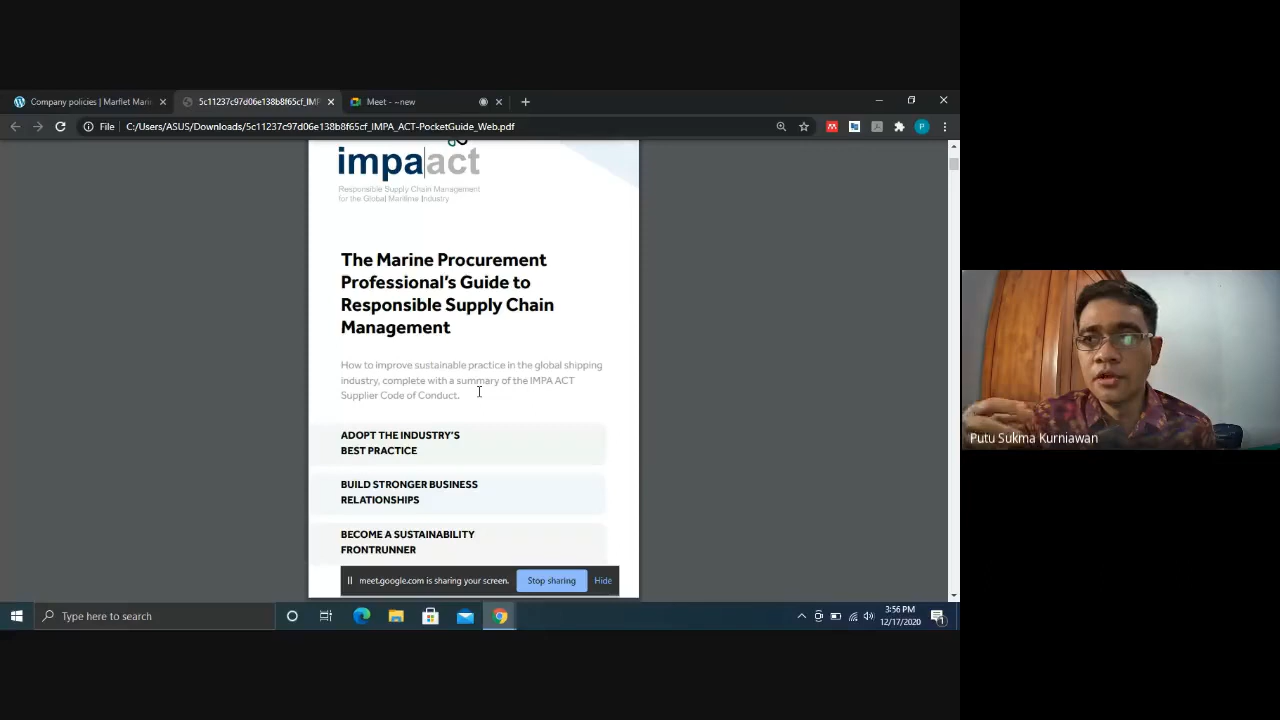 Company policies | Marflet Mari
5c11237c97d06e138b8f65cf_IMP
Meet - ~new
File
C:/Users/ASUS/Downloads/5c11237c97d06e138b8f65cf_IMPA_ACT-PocketGuide_Web.pdf
P
impa|act
Responsible Supply Chain Management
for the Global Maritime Industry
The Marine Procurement
Professional's Guide to
Responsible Supply Chain
Management
How to improve sustainable practice in the global shipping
industry, complete with a summary of the IMPA ACT
Supplier Code of Conduct.
ADOPT THE INDUSTRY'S
BEST PRACTICE
BUILD STRONGER BUSINESS
RELATIONSHIPS
BECOME A SUSTAINABILITY
FRONTRUNNER
meet.google.com is sharing your screen.
Stop sharing
Hide
Putu Sukma Kurniawan
Type here to search
3:56 PM
12/17/2020
1